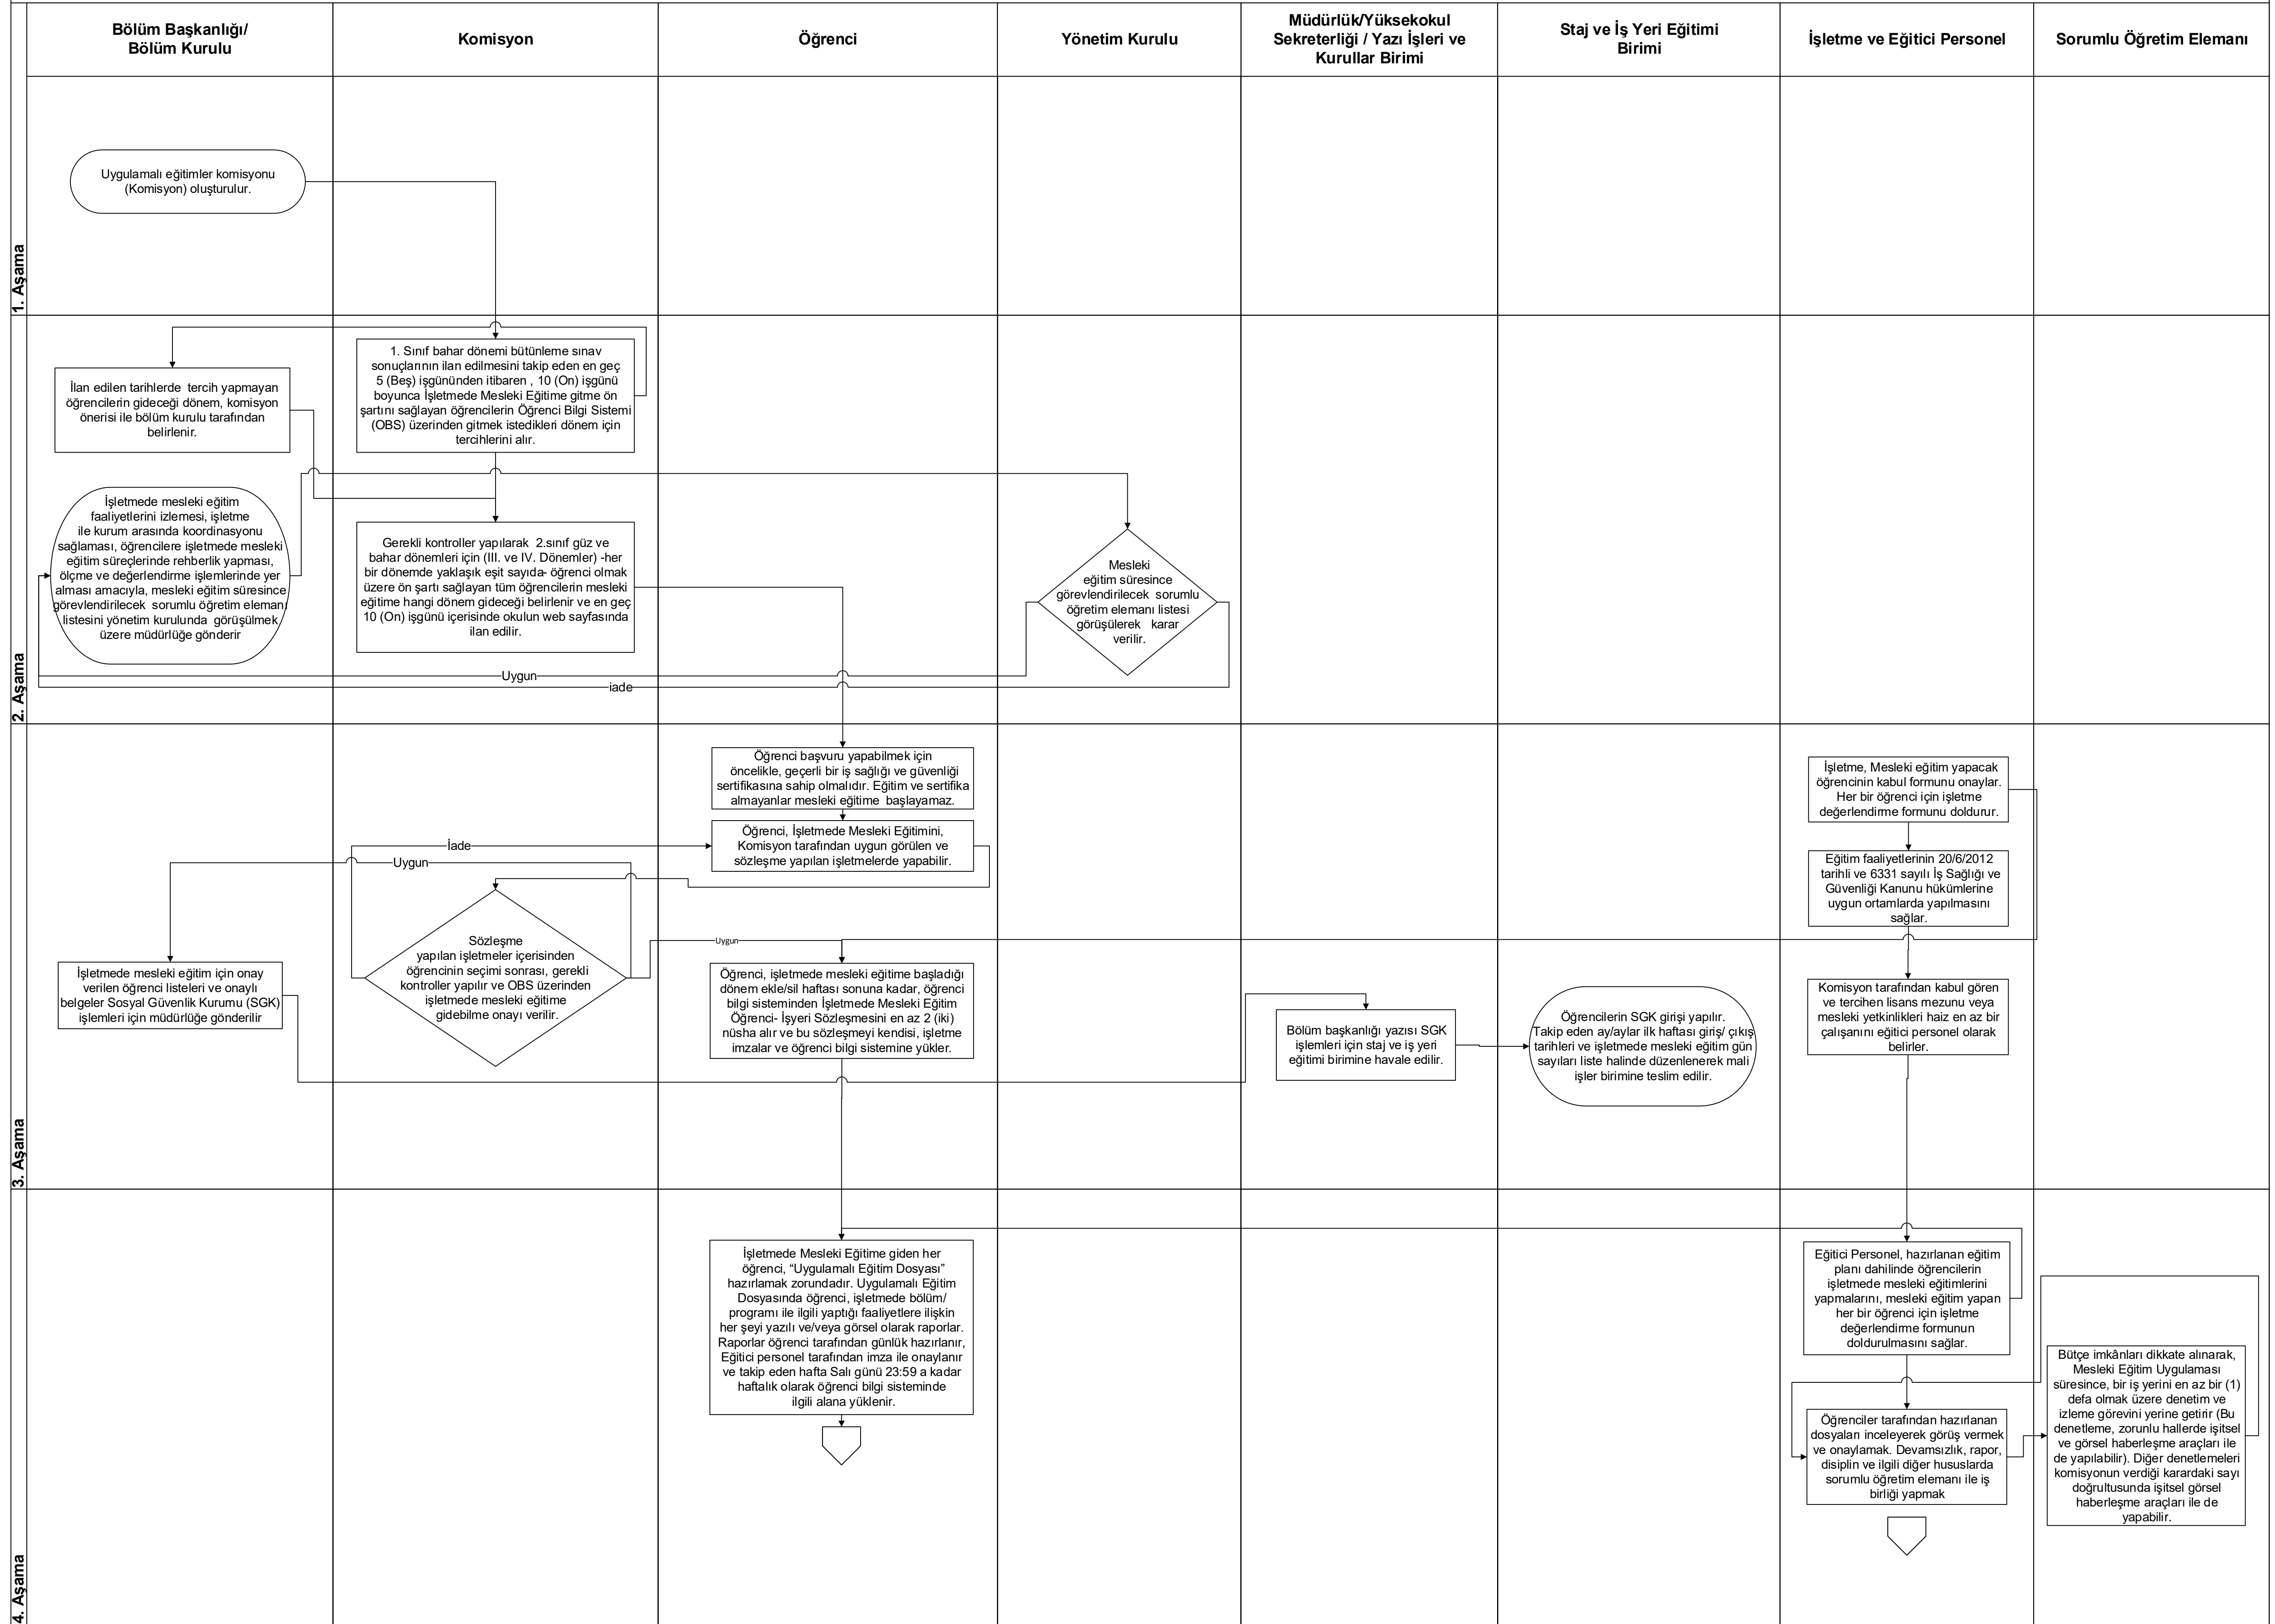 Bölüm Başkanlığı/
Bölüm Kurulu
Komisyon
Öğrenci
Yönetim Kurulu
Müdürlük/Yüksekokul
Sekreterliği / Yazı İşleri ve
Kurullar Birimi
Staj ve İş Yeri Eğitimi
Birimi
İşletme ve Eğitici Personel
Sorumlu Öğretim Elemanı
1. Aşama
Uygulamalı eğitimler komisyonu
(Komisyon) oluşturulur.
2. Aşama
İlan edilen tarihlerde tercih yapmayan
öğrencilerin gideceği dönem, komisyon
önerisi ile bölüm kurulu tarafından
belirlenir.
1. Sınıf bahar dönemi bütünleme sınav
sonuçlarının ilan edilmesini takip eden en geç
5 (Beş) işgününden itibaren , 10 (On) işgünü
boyunca İşletmede Mesleki Eğitime gitme ön
şartını sağlayan öğrencilerin Öğrenci Bilgi Sistemi
(OBS) üzerinden gitmek istedikleri dönem için
tercihlerini alır.
İşletmede mesleki eğitim
faaliyetlerini izlemesi, işletme
ile kurum arasında koordinasyonu
sağlaması, öğrencilere işletmede mesleki
eğitim süreçlerinde rehberlik yapması,
ölçme ve değerlendirme işlemlerinde yer
alması amacıyla, mesleki eğitim süresince
görevlendirilecek sorumlu öğretim elemanı
listesini yönetim kurulunda görüşülmek
üzere müdürlüğe gönderir
Gerekli kontroller yapılarak 2.sınıf güz ve
bahar dönemleri için (III. ve IV. Dönemler) -her
bir dönemde yaklaşık eşit sayıda- öğrenci olmak
üzere ön şartı sağlayan tüm öğrencilerin mesleki
eğitime hangi dönem gideceği belirlenir ve en geç
10 (On) işgünü içerisinde okulun web sayfasında
ilan edilir.
Mesleki
eğitim süresince
görevlendirilecek sorumlu
öğretim elemanı listesi
görüşülerek karar
verilir.
Uygun
iade
3. Aşama
Öğrenci başvuru yapabilmek için
öncelikle, geçerli bir iş sağlığı ve güvenliği
sertifikasına sahip olmalıdır. Eğitim ve sertifika
almayanlar mesleki eğitime başlayamaz.
Öğrenci, İşletmede Mesleki Eğitimini,
Komisyon tarafından uygun görülen ve
sözleşme yapılan işletmelerde yapabilir.
İade
Uygun
Sözleşme
yapılan işletmeler içerisinden
öğrencinin seçimi sonrası, gerekli
kontroller yapılır ve OBS üzerinden
işletmede mesleki eğitime
gidebilme onayı verilir.
Uygun
İşletmede mesleki eğitim için onay
verilen öğrenci listeleri ve onaylı
belgeler Sosyal Güvenlik Kurumu (SGK)
işlemleri için müdürlüğe gönderilir
Öğrenci, işletmede mesleki eğitime başladığı
dönem ekle/sil haftası sonuna kadar, öğrenci
bilgi sisteminden İşletmede Mesleki Eğitim
Öğrenci- İşyeri Sözleşmesini en az 2 (iki)
nüsha alır ve bu sözleşmeyi kendisi, işletme
imzalar ve öğrenci bilgi sistemine yükler.
Bölüm başkanlığı yazısı SGK
işlemleri için staj ve iş yeri
eğitimi birimine havale edilir.
Öğrencilerin SGK girişi yapılır.
Takip eden ay/aylar ilk haftası giriş/ çıkış
tarihleri ve işletmede mesleki eğitim gün
sayıları liste halinde düzenlenerek mali
işler birimine teslim edilir.
İşletme, Mesleki eğitim yapacak
öğrencinin kabul formunu onaylar.
Her bir öğrenci için işletme
değerlendirme formunu doldurur.
Eğitim faaliyetlerinin 20/6/2012
tarihli ve 6331 sayılı İş Sağlığı ve
Güvenliği Kanunu hükümlerine
uygun ortamlarda yapılmasını
sağlar.
Komisyon tarafından kabul gören
ve tercihen lisans mezunu veya
mesleki yetkinlikleri haiz en az bir
çalışanını eğitici personel olarak
belirler.
4. Aşama
İşletmede Mesleki Eğitime giden her
öğrenci, “Uygulamalı Eğitim Dosyası”
hazırlamak zorundadır. Uygulamalı Eğitim
Dosyasında öğrenci, işletmede bölüm/
programı ile ilgili yaptığı faaliyetlere ilişkin
her şeyi yazılı ve/veya görsel olarak raporlar.
Raporlar öğrenci tarafından günlük hazırlanır,
Eğitici personel tarafından imza ile onaylanır
ve takip eden hafta Salı günü 23:59 a kadar
haftalık olarak öğrenci bilgi sisteminde
ilgili alana yüklenir.
Eğitici Personel, hazırlanan eğitim
planı dahilinde öğrencilerin
işletmede mesleki eğitimlerini
yapmalarını, mesleki eğitim yapan
her bir öğrenci için işletme
değerlendirme formunun
doldurulmasını sağlar.
Öğrenciler tarafından hazırlanan
dosyaları inceleyerek görüş vermek
ve onaylamak. Devamsızlık, rapor,
disiplin ve ilgili diğer hususlarda
sorumlu öğretim elemanı ile iş
birliği yapmak
Bütçe imkânları dikkate alınarak,
Mesleki Eğitim Uygulaması
süresince, bir iş yerini en az bir (1)
defa olmak üzere denetim ve
izleme görevini yerine getirir (Bu
denetleme, zorunlu hallerde işitsel
ve görsel haberleşme araçları ile
de yapılabilir). Diğer denetlemeleri
komisyonun verdiği karardaki sayı
doğrultusunda işitsel görsel
haberleşme araçları ile de
yapabilir.